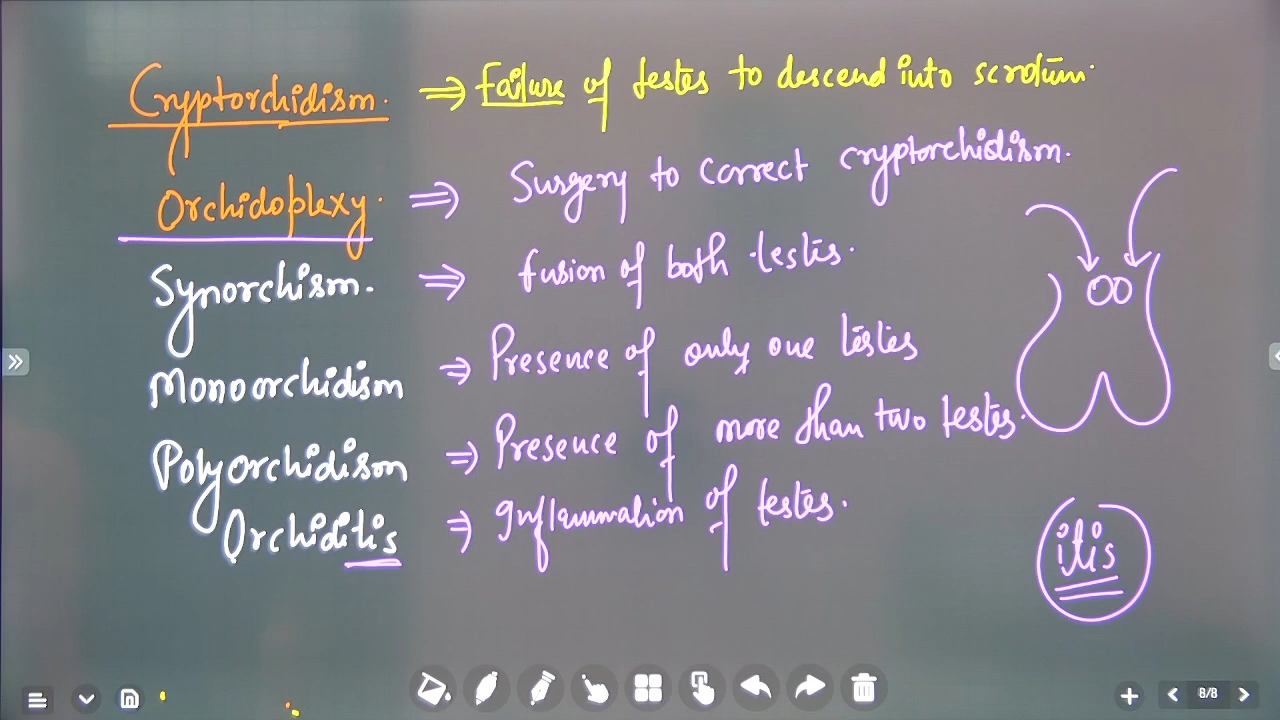 Cryptorchidism. ⇒ Failure of testes to descend into scrotum.
Orchidoplexy. ⇒ Surgery to correct cryptorchidism.
Synorchism. ⇒ fusion of both testis.
Monoorchidism ⇒ Presence of only one testis
Polyorchidism ⇒ Presence of more than two testes.
Orchiditis ⇒ Inflammation of testes.
itis
8/8